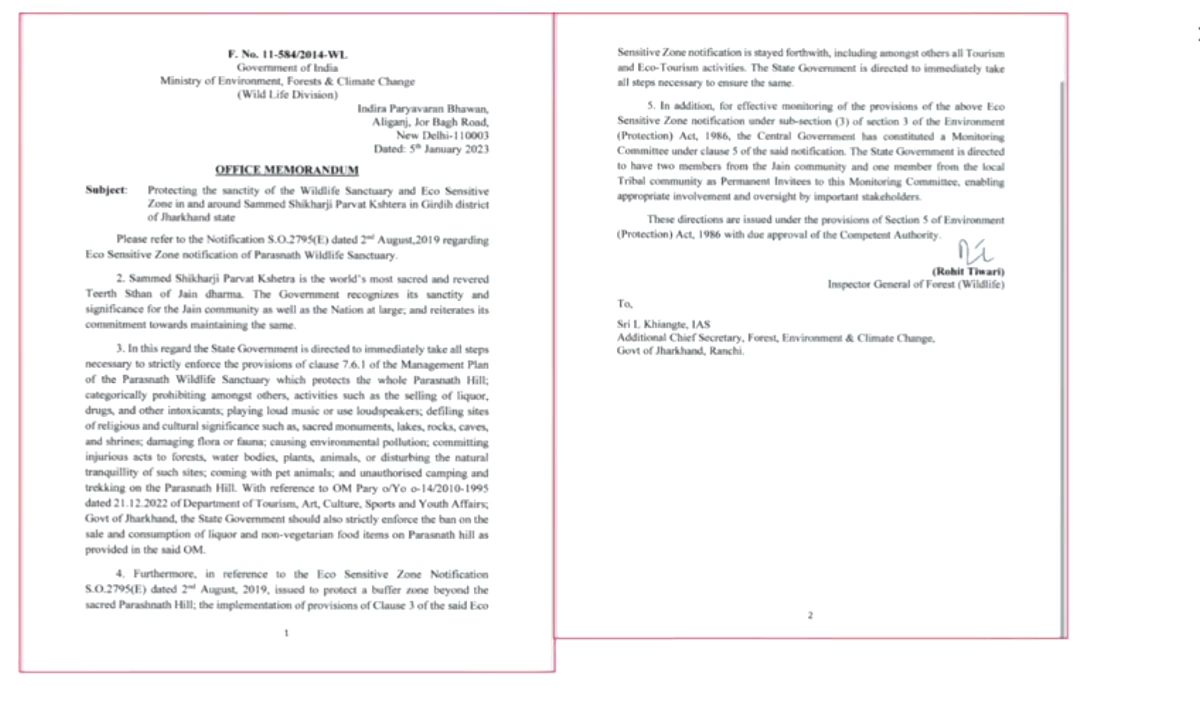 F. No. 11-584/2014-WL
Government of India
Ministry of Environment, Forests & Climate Change
(Wild Life Division)
Indira Paryavaran Bhawan,
Aliganj, Jor Bagh Road,
New Delhi-110003
Dated: 5th January 2023
OFFICE MEMORANDUM
Subject: Protecting the sanctity of the Wildlife Sanctuary and Eco Sensitive
Zone in and around Sammed Shikharji Parvat Kshtera in Girdih district
of Jharkhand state
Please refer to the Notification S.O.2795(E) dated 2nd August,2019 regarding
Eco Sensitive Zone notification of Parasnath Wildlife Sanctuary.
2. Sammed Shikharji Parvat Kshetra is the world's most sacred and revered
Teerth Sthan of Jain dharma. The Government recognizes its sanctity and
significance for the Jain community as well as the Nation at large; and reiterates its
commitment towards maintaining the same.
3. In this regard the State Government is directed to immediately take all steps
necessary to strictly enforce the provisions of clause 7.6.1 of the Management Plan
of the Parasnath Wildlife Sanctuary which protects the whole Parasnath Hill;
categorically prohibiting amongst others, activities such as the selling of liquor,
drugs, and other intoxicants; playing loud music or use loudspeakers; defiling sites
of religious and cultural significance such as, sacred monuments, lakes, rocks, caves,
and shrines; damaging flora or fauna; causing environmental pollution; committing
injurious acts to forests, water bodies, plants, animals, or disturbing the natural
tranquillity of such sites; coming with pet animals; and unauthorised camping and
trekking on the Parasnath Hill. With reference to OM Pary o/Yo o-14/2010-1995
dated 21.12.2022 of Department of Tourism, Art, Culture, Sports and Youth Affairs;
Govt of Jharkhand, the State Government should also strictly enforce the ban on the
sale and consumption of liquor and non-vegetarian food items on Parasnath hill as
provided in the said OM.
4. Furthermore, in reference to the Eco Sensitive Zone Notification
S.O.2795(E) dated 2nd August, 2019, issued to protect a buffer zone beyond the
sacred Parashnath Hill; the implementation of provisions of Clause 3 of the said Eco
1
Sensitive Zone notification is stayed forthwith, including amongst others all Tourism
and Eco-Tourism activities. The State Government is directed to immediately take
all steps necessary to ensure the same.
5. In addition, for effective monitoring of the provisions of the above Eco
Sensitive Zone notification under sub-section (3) of section 3 of the Environment
(Protection) Act, 1986, the Central Government has constituted a Monitoring
Committee under clause 5 of the said notification. The State Government is directed
to have two members from the Jain community and one member from the local
Tribal community as Permanent Invitees to this Monitoring Committee, enabling
appropriate involvement and oversight by important stakeholders.
These directions are issued under the provisions of Section 5 of Environment
(Protection) Act, 1986 with due approval of the Competent Authority.
(Rohit Tiwari)
Inspector General of Forest (Wildlife)
To,
Sri L Khiangte, IAS
Additional Chief Secretary, Forest, Environment & Climate Change,
Govt of Jharkhand, Ranchi.
2